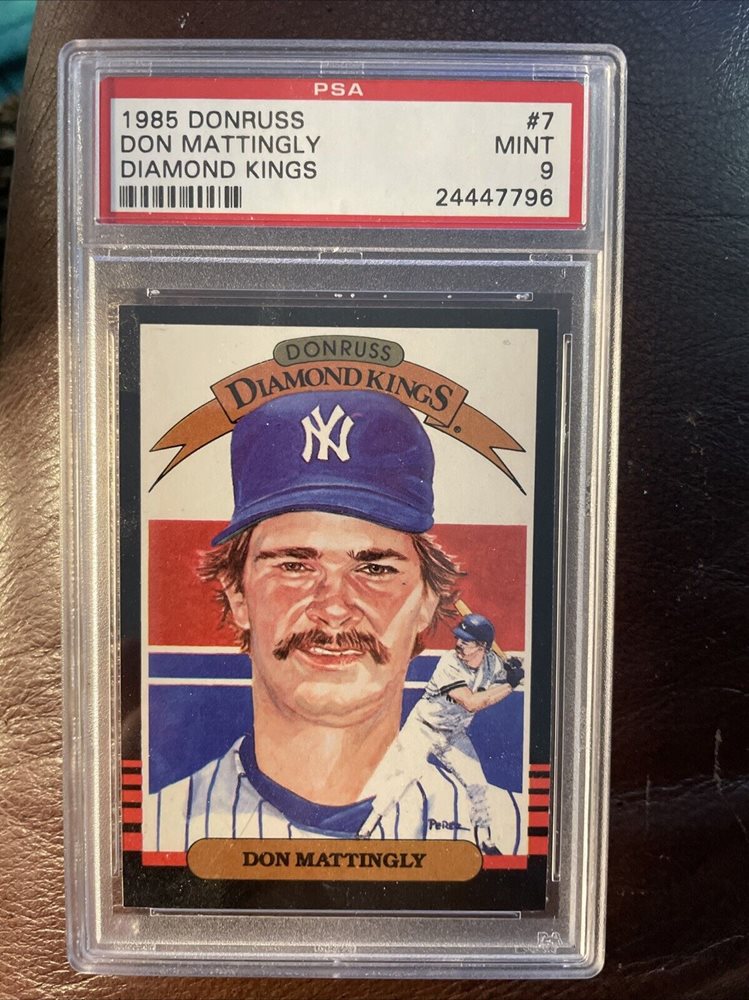 PSA
1985 DONRUSS #7
DON MATTINGLY MINT
DIAMOND KINGS 9
24447796
DONRUSS
DIAMOND KINGS®
NY
PEREZ
DON MATTINGLY